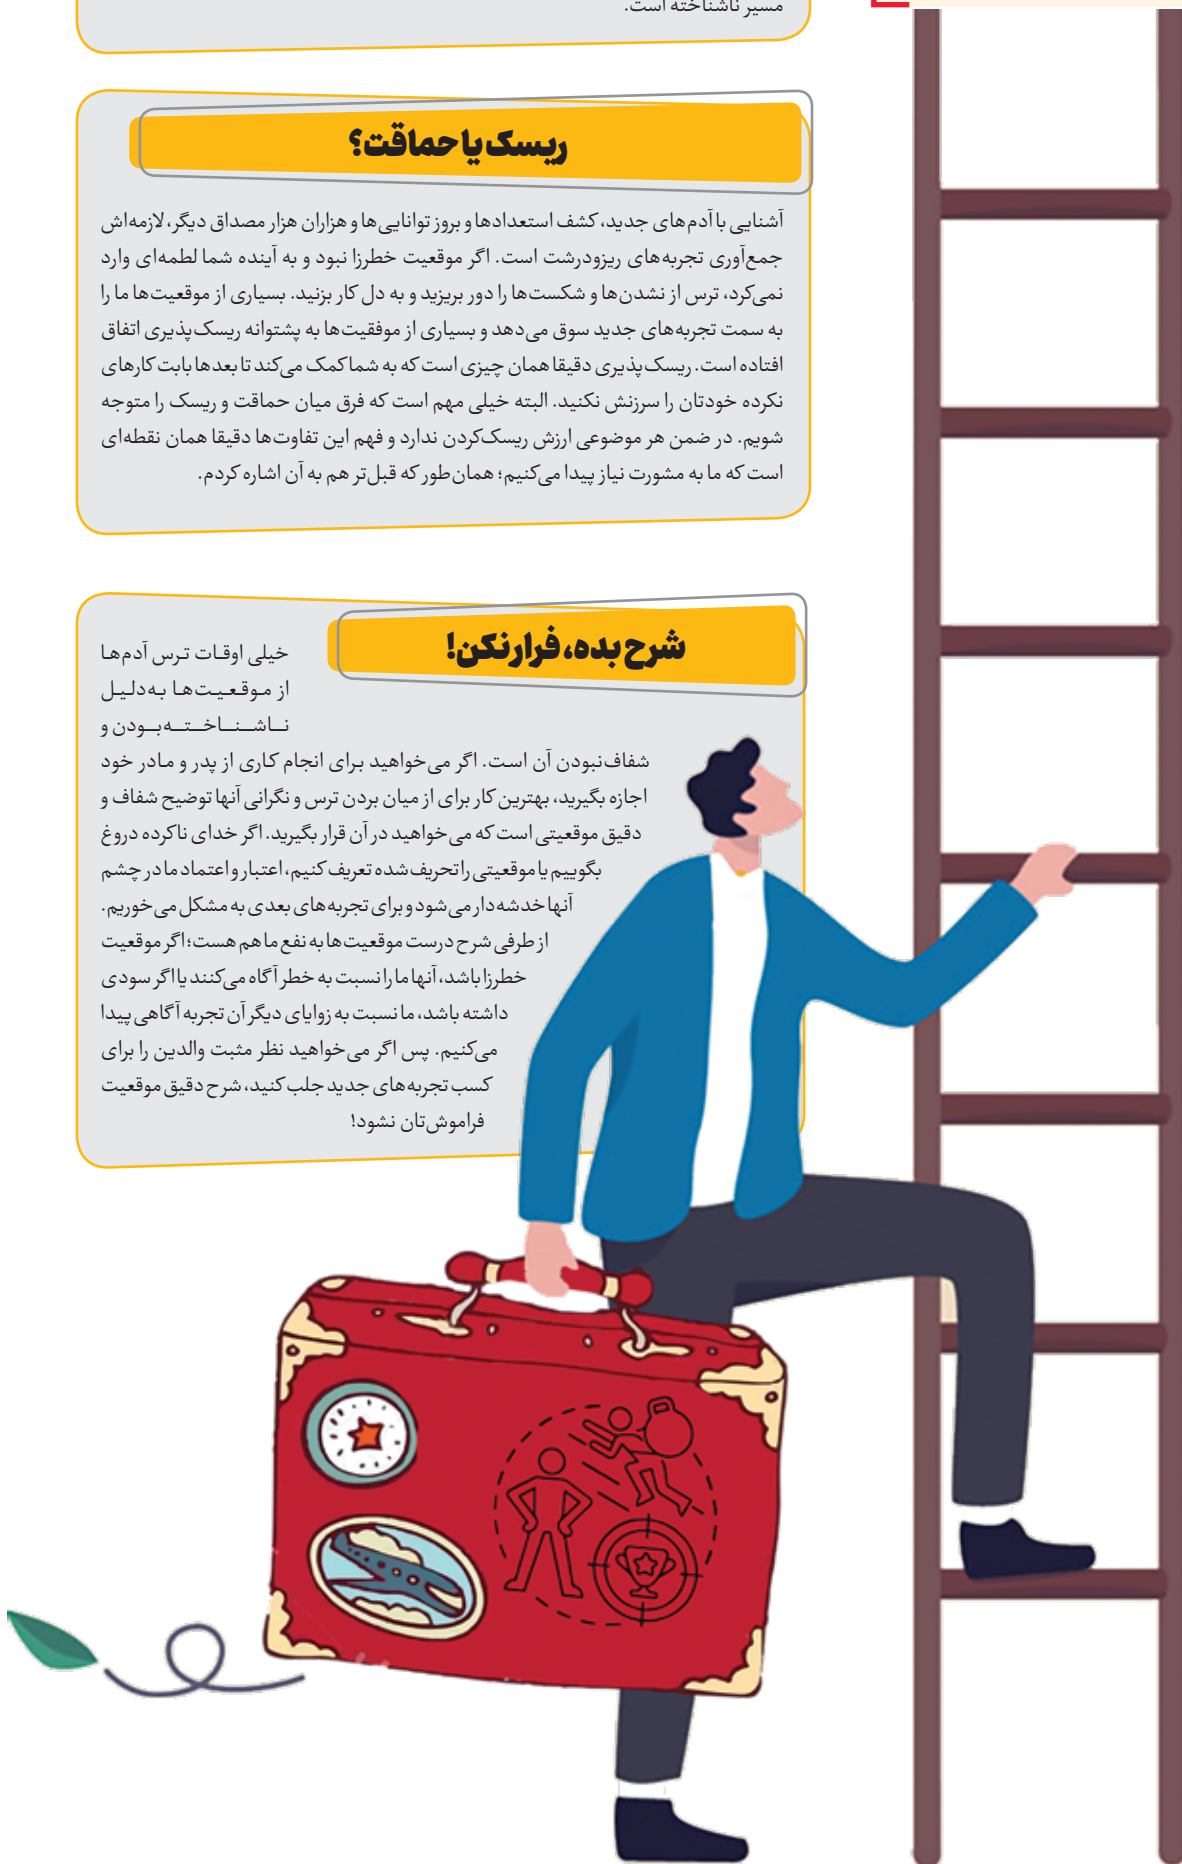 مسیر ناشناخته است.
ریسک یا حماقت؟
آشنایی با آدم‌های جدید، کشف استعدادها و بروز توانایی‌ها و هزاران هزار مصداق دیگر، لازمه‌اش
جمع‌آوری تجربه‌های ریزودرشت است. اگر موقعیت خطرزا نبود و به آینده شما لطمه‌ای وارد
نمی‌کرد، ترس از نشدن‌ها و شکست‌ها را دور بریزید و به دل کار بزنید. بسیاری از موقعیت‌ها ما را
به سمت تجربه‌های جدید سوق می‌دهد و بسیاری از موفقیت‌ها به پشتوانه ریسک‌پذیری اتفاق
افتاده است. ریسک‌پذیری دقیقا همان چیزی است که به شما کمک می‌کند تا بعدها بابت کارهای
نکرده خودتان را سرزنش نکنید. البته خیلی مهم است که فرق میان حماقت و ریسک را متوجه
شویم. در ضمن هر موضوعی ارزش ریسک‌کردن ندارد و فهم این تفاوت‌ها دقیقا همان نقطه‌ای
است که ما به مشورت نیاز پیدا می‌کنیم؛ همان‌طور که قبل‌تر هم به آن اشاره کردم.
شرح بده، فرار نکن!
خیلی اوقات ترس آدم‌ها
از موقعیت‌ها به‌دلیل
ناشناخته‌بودن و
شفاف‌نبودن آن است. اگر می‌خواهید برای انجام کاری از پدر و مادر خود
اجازه بگیرید، بهترین کار برای از میان بردن ترس و نگرانی آنها توضیح شفاف و
دقیق موقعیتی است که می‌خواهید در آن قرار بگیرید. اگر خدای ناکرده دروغ
بگوییم یا موقعیتی را تحریف‌شده تعریف کنیم، اعتبار و اعتماد ما در چشم
آنها خدشه‌دار می‌شود و برای تجربه‌های بعدی به مشکل می‌خوریم.
از طرفی شرح درست موقعیت‌ها به نفع ما هم هست؛ اگر موقعیت
خطرزا باشد، آنها ما را نسبت به خطر آگاه می‌کنند یا اگر سودی
داشته باشد، ما نسبت به زوایای دیگر آن تجربه آگاهی پیدا
می‌کنیم. پس اگر می‌خواهید نظر مثبت والدین را برای
کسب تجربه‌های جدید جلب کنید، شرح دقیق موقعیت
فراموش‌تان نشود!